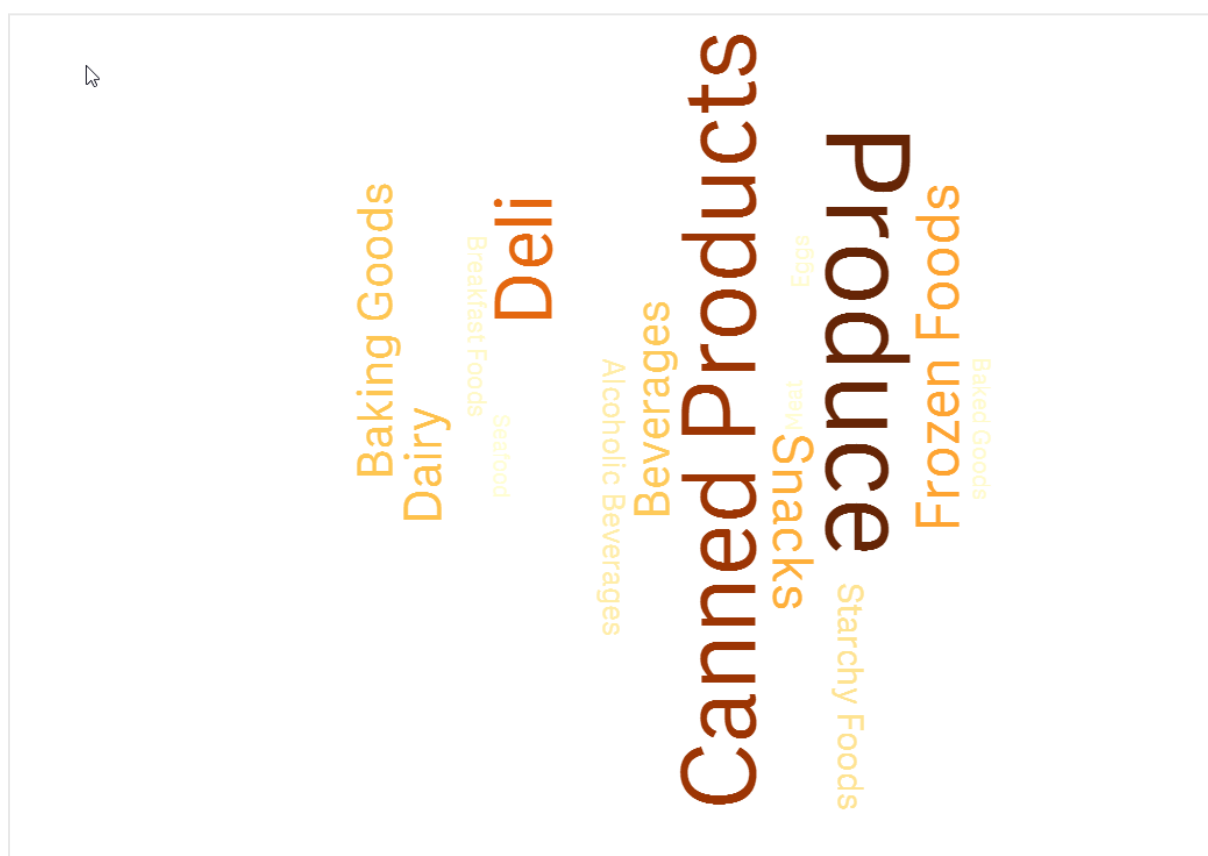 Baking Goods
Dairy
Breakfast Foods
Seafood
Deli
Alcoholic Beverages
Beverages
Canned Products
Snacks
Meat
Eggs
Produce
Starchy Foods
Frozen Foods
Baked Goods